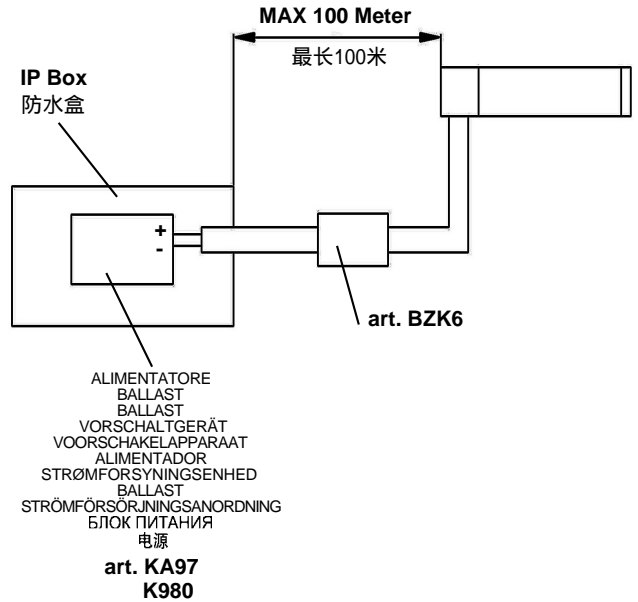 MAX 100 Meter
最长100米
IP Box
防水盒
+
-
art. BZK6
ALIMENTATORE
BALLAST
BALLAST
VORSCHALTGERÄT
VOORSCHAKELAPPARAAT
ALIMENTADOR
STRØMFORSYNINGSENHED
BALLAST
STRÖMFÖRSÖRJNINGSANORDNING
БЛОК ПИТАНИЯ
电源
art. KA97
K980